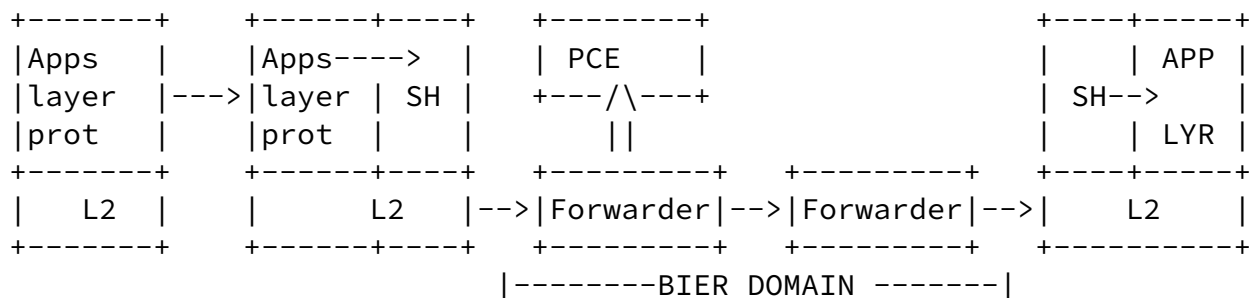 +-------+     +------+----+    +--------+                     +----+-----+
|Apps   |     |Apps---->  |    | PCE    |                     |    | APP |
|layer  |--->|layer | SH |    +---/\---+                     | SH-->     |
|prot   |     |prot  |    |        ||                         |    | LYR |
+-------+     +------+----+    +---------+    +---------+    +----+-----+
|   L2  |     |      L2   |-->|Forwarder|-->|Forwarder|-->|    L2    |
+-------+     +------+----+    +---------+    +---------+    +----------+
|--------BIER DOMAIN -------|